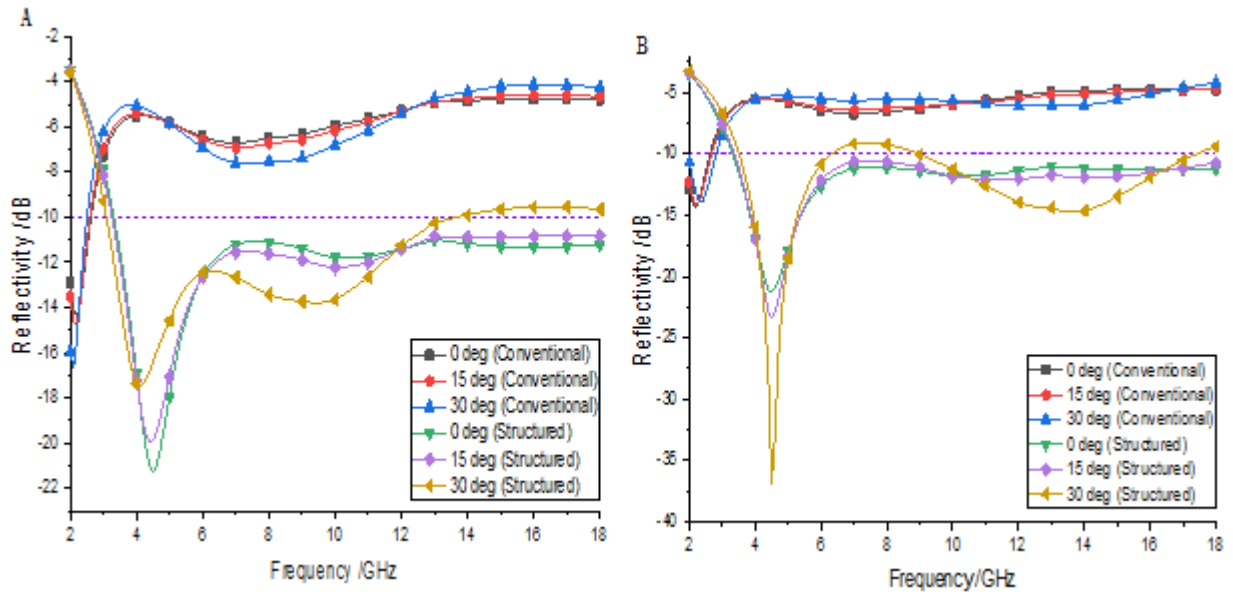 A
Reflectivity /dB
-2
-4
-6
-8
-10
-12
-14
-16
-18
-20
-22
0 deg (Conventional)
15 deg (Conventional)
30 deg (Conventional)
0 deg (Structured)
15 deg (Structured)
30 deg (Structured)
2 4 6 8 10 12 14 16 18
Frequency /GHz
B
Reflectivity /dB
-5
-10
-15
-20
-25
-30
-35
-40
0 deg (Conventional)
15 deg (Conventional)
30 deg (Conventional)
0 deg (Structured)
15 deg (Structured)
30 deg (Structured)
2 4 6 8 10 12 14 16 18
Frequency/GHz